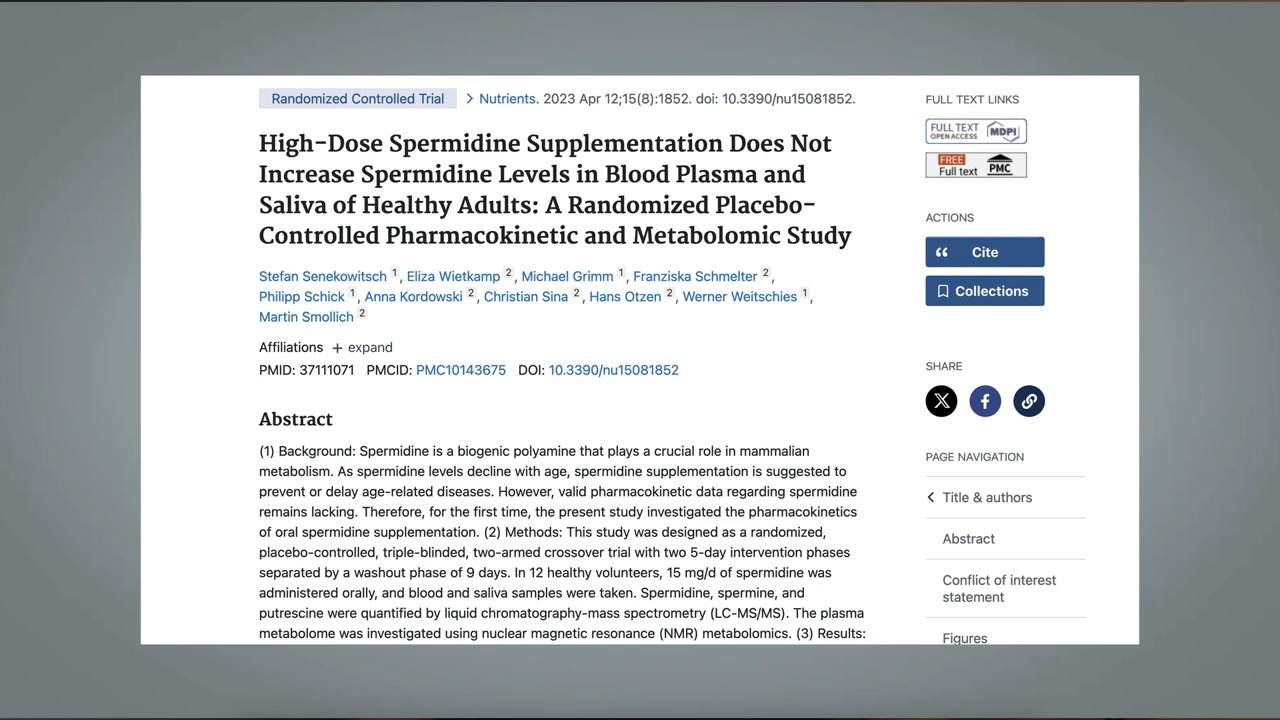 Randomized Controlled Trial > Nutrients. 2023 Apr 12;15(8):1852. doi: 10.3390/nu15081852.
High-Dose Spermidine Supplementation Does Not
Increase Spermidine Levels in Blood Plasma and
Saliva of Healthy Adults: A Randomized Placebo-
Controlled Pharmacokinetic and Metabolomic Study
Stefan Senekowitsch 1, Eliza Wietkamp 2, Michael Grimm 1, Franziska Schmelter 2,
Philipp Schick 1, Anna Kordowski 2, Christian Sina 2, Hans Otzen 2, Werner Weitschies 1,
Martin Smollich 2
Affiliations + expand
PMID: 37111071 PMCID: PMC10143675 DOI: 10.3390/nu15081852
Abstract
(1) Background: Spermidine is a biogenic polyamine that plays a crucial role in mammalian
metabolism. As spermidine levels decline with age, spermidine supplementation is suggested to
prevent or delay age-related diseases. However, valid pharmacokinetic data regarding spermidine
remains lacking. Therefore, for the first time, the present study investigated the pharmacokinetics
of oral spermidine supplementation. (2) Methods: This study was designed as a randomized,
placebo-controlled, triple-blinded, two-armed crossover trial with two 5-day intervention phases
separated by a washout phase of 9 days. In 12 healthy volunteers, 15 mg/d of spermidine was
administered orally, and blood and saliva samples were taken. Spermidine, spermine, and
putrescine were quantified by liquid chromatography-mass spectrometry (LC-MS/MS). The plasma
metabolome was investigated using nuclear magnetic resonance (NMR) metabolomics. (3) Results:
FULL TEXT LINKS
FULL TEXT
OPEN ACCESS
MDPI
FREE
Full text
PMC
ACTIONS
Cite
Collections
SHARE
PAGE NAVIGATION
Title & authors
Abstract
Conflict of interest
statement
Figures